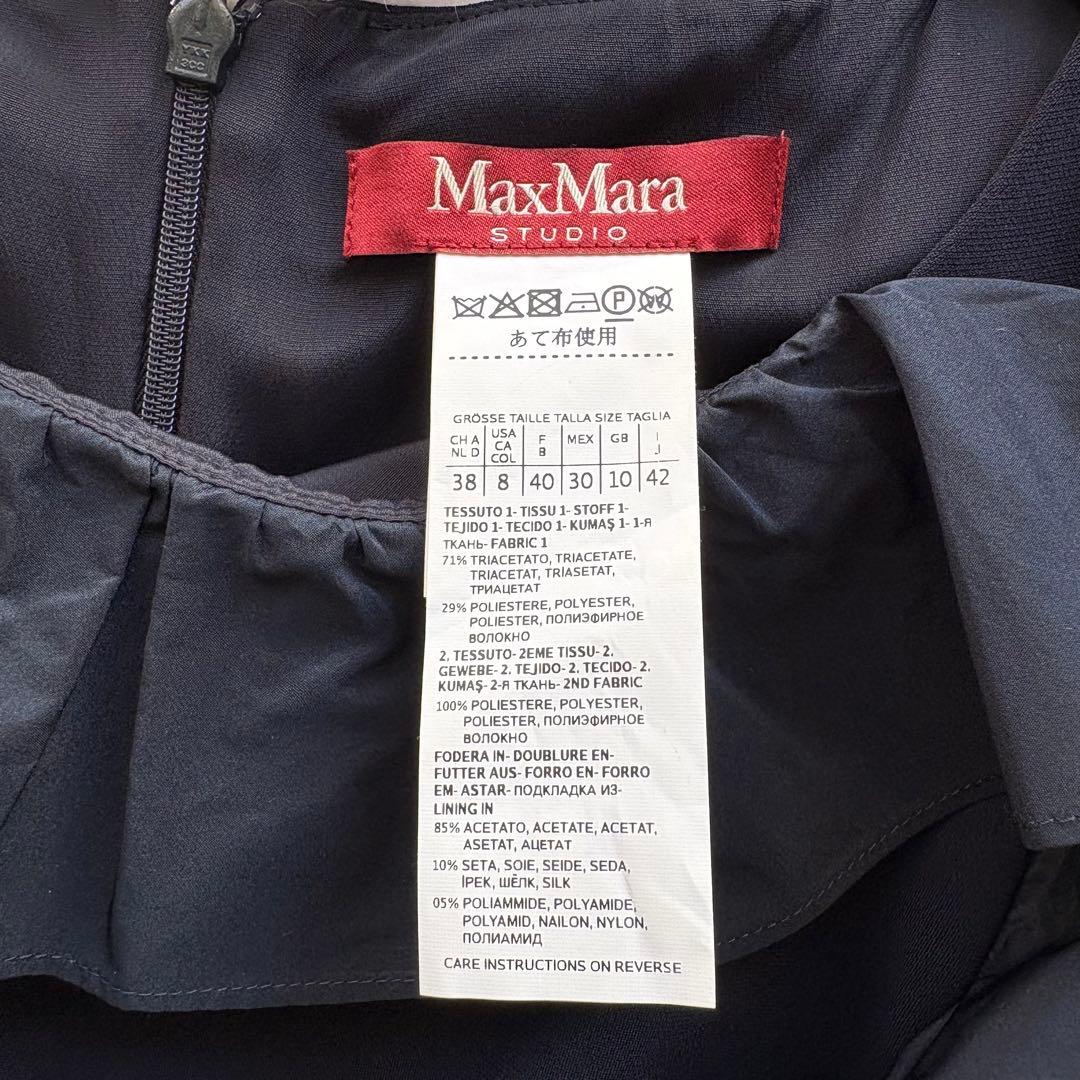 YKK
2CC
MaxMara
STUDIO
P
あて布使用
GRÖSSE TAILLE TALLA SIZE TAGLIA
CH A NL D USA CA COL F B MEX GB I J
38 8 40 30 10 42
TESSUTO 1- TISSU 1- STOFF 1-
TEJIDO 1- TECIDO 1- KUMAŞ 1- 1-Я
ТКАНЬ- FABRIC 1
71% TRIACETATO, TRIACETATE,
TRIACETAT, TRİASETAT,
ТРИАЦЕТАТ
29% POLIESTERE, POLYESTER,
POLIESTER, ПОЛИЭФИРНОЕ
ВОЛОКНО
2. TESSUTO- 2EME TISSU- 2.
GEWEBE- 2. TEJIDO- 2. TECIDO- 2.
KUMAŞ- 2-Я ТКАНЬ- 2ND FABRIC
100% POLIESTERE, POLYESTER,
POLIESTER, ПОЛИЭФИРНОЕ
ВОЛОКНО
FODERA IN- DOUBLURE EN-
FUTTER AUS- FORRO EN- FORRO
EM- ASTAR- ПОДКЛАДКА ИЗ-
LINING IN
85% ACETATO, ACETATE, ACETAT,
ASETAT, АЦЕТАТ
10% SETA, SOIE, SEIDE, SEDA,
İPEK, ШЁЛК, SILK
05% POLIAMMIDE, POLYAMIDE,
POLYAMID, NAILON, NYLON,
ПОЛИАМИД
CARE INSTRUCTIONS ON REVERSE